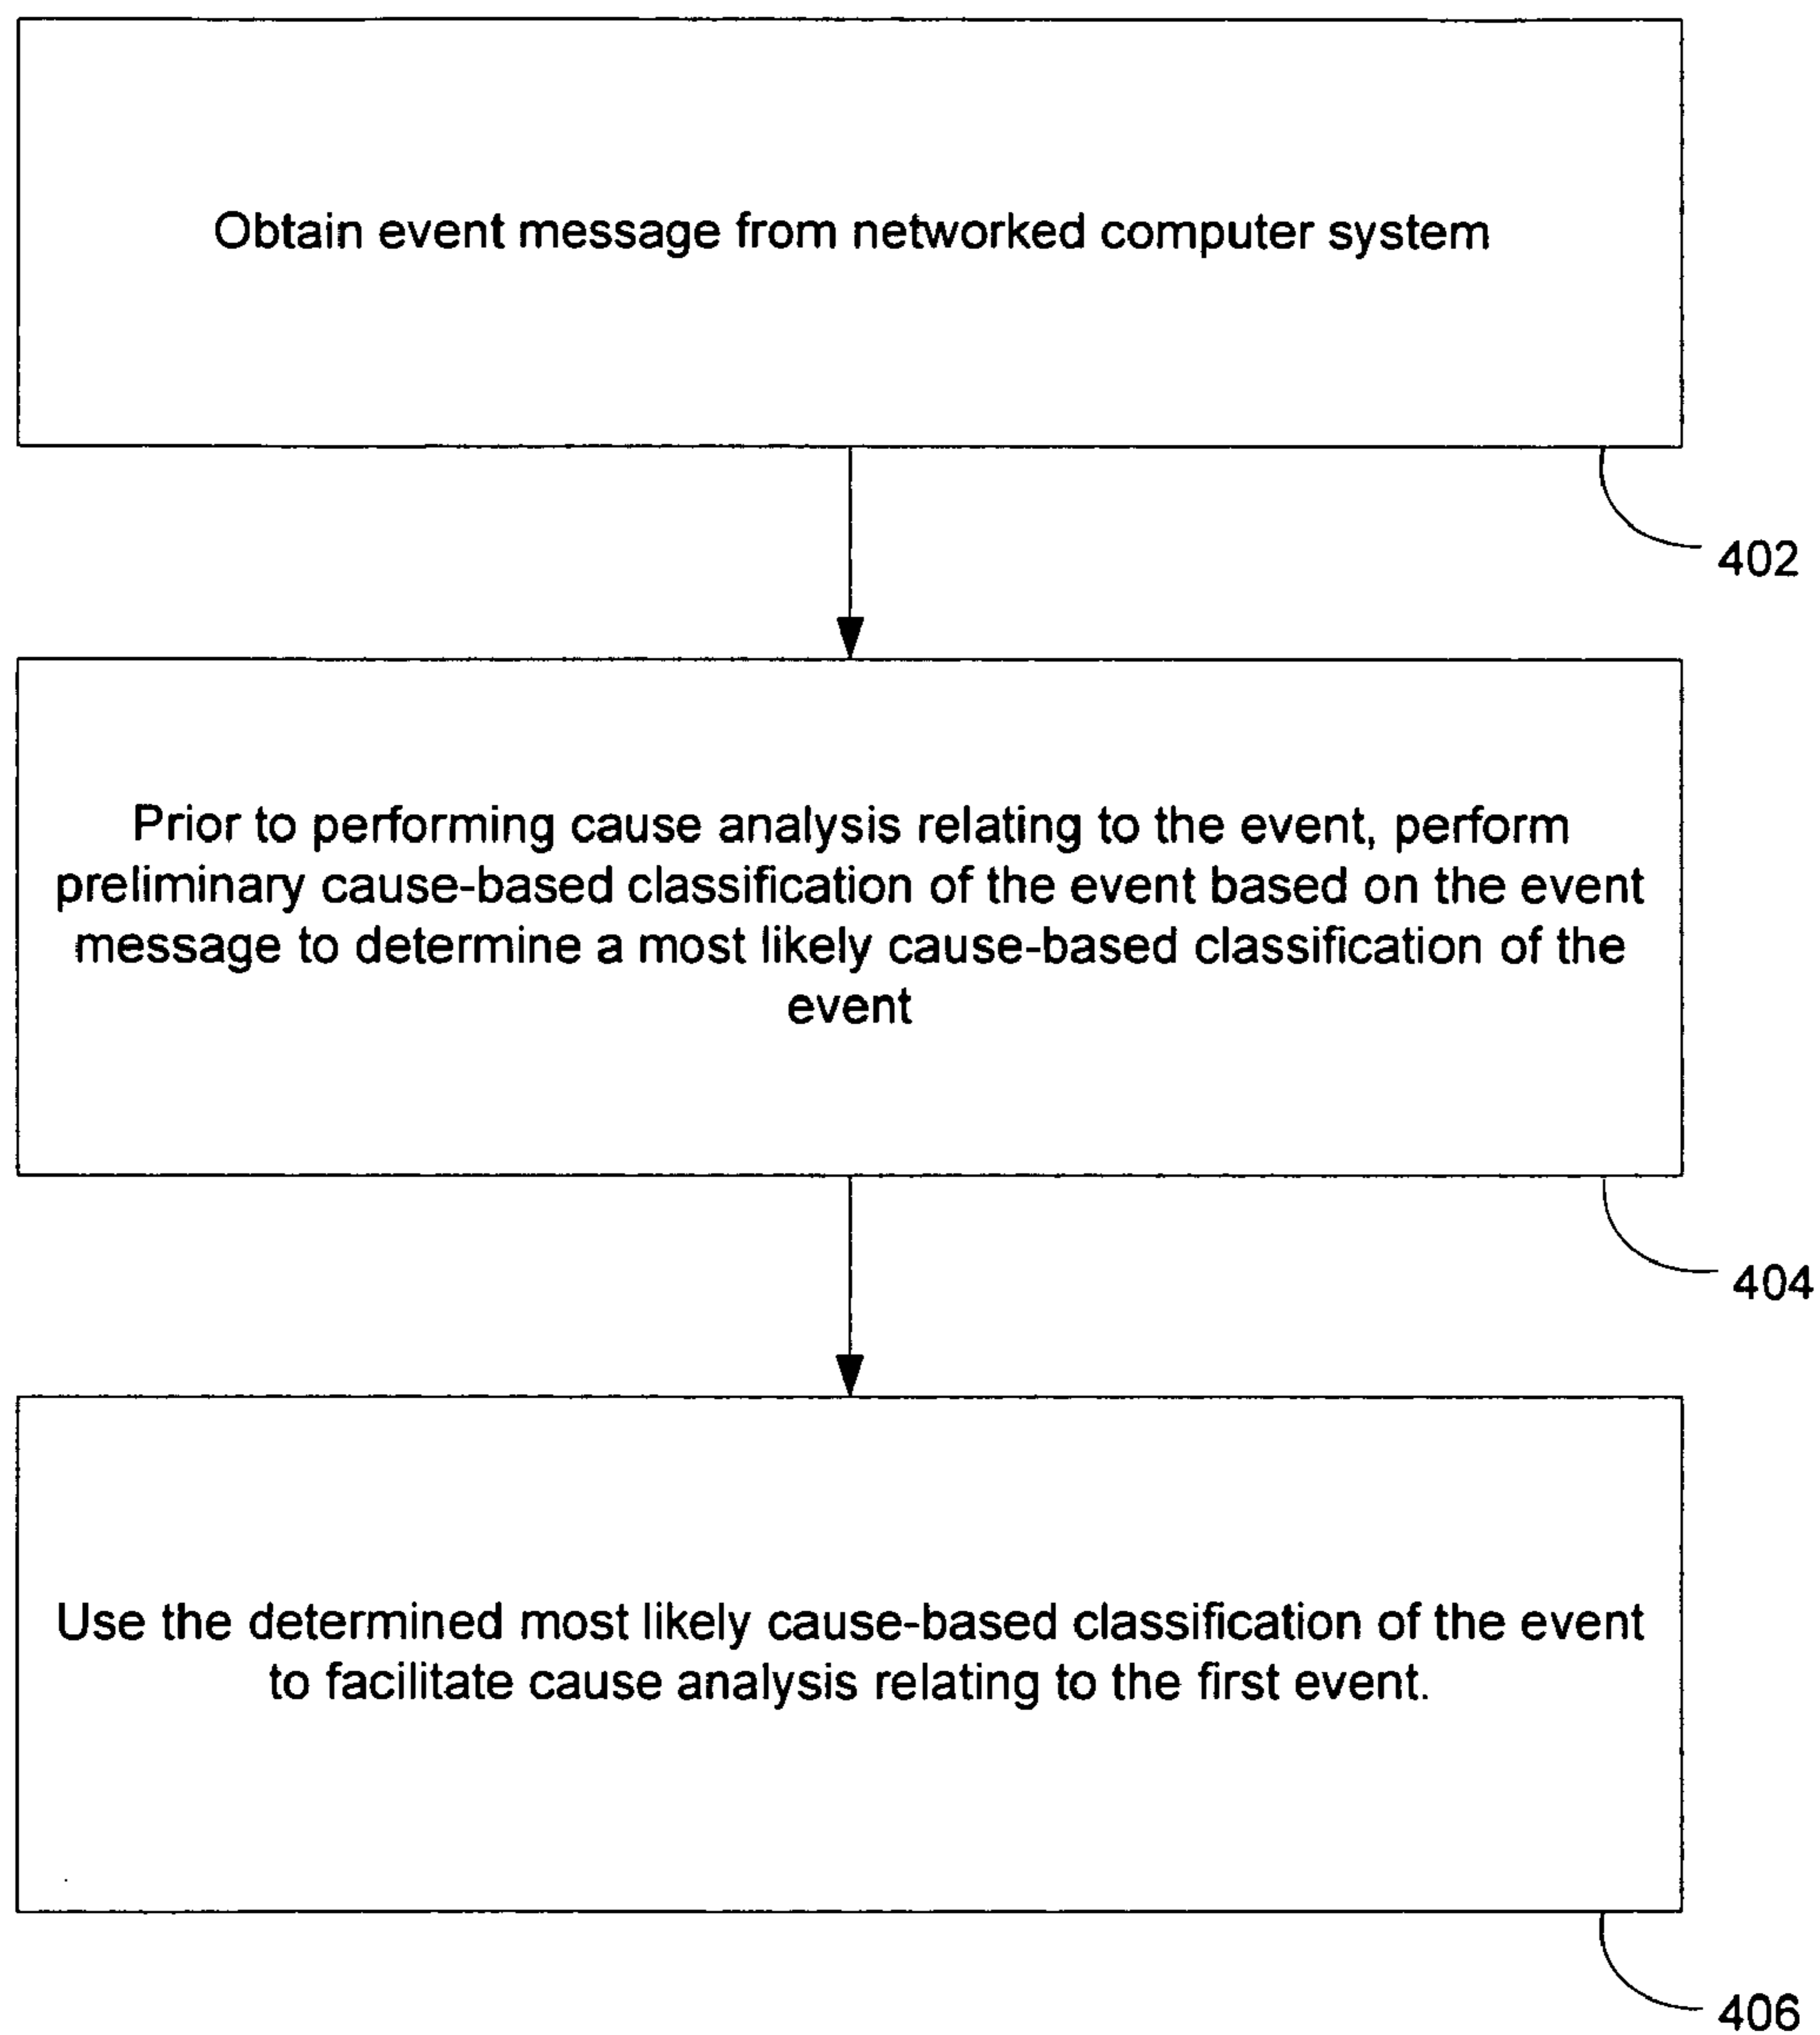 Obtain event message from networked computer system
402
Prior to performing cause analysis relating to the event, perform
preliminary cause-based classification of the event based on the event
message to determine a most likely cause-based classification of the
event
404
Use the determined most likely cause-based classification of the event
to facilitate cause analysis relating to the first event.
406